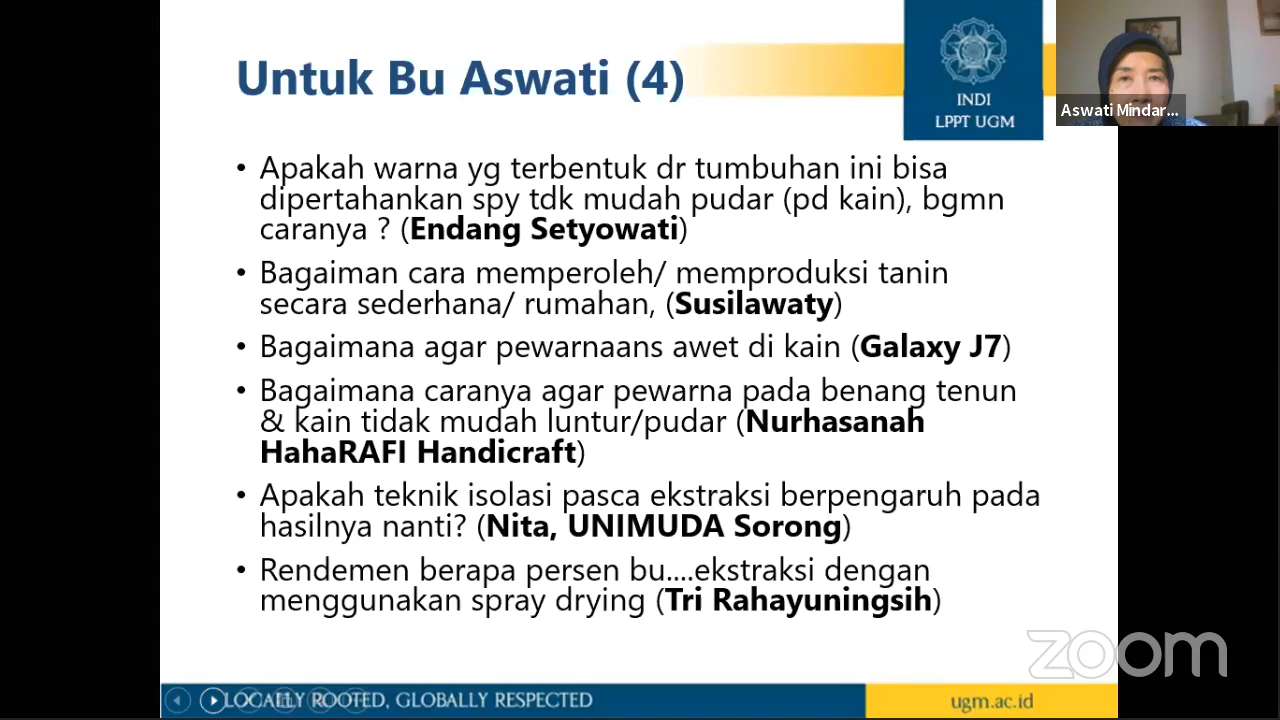 Untuk Bu Aswati (4)
INDI
LPPT UGM
Aswati Mindar...
• Apakah warna yg terbentuk dr tumbuhan ini bisa
dipertahankan spy tdk mudah pudar (pd kain), bgmn
caranya ? (Endang Setyowati)
• Bagaiman cara memperoleh/ memproduksi tanin
secara sederhana/ rumahan, (Susilawaty)
• Bagaimana agar pewarnaans awet di kain (Galaxy J7)
• Bagaimana caranya agar pewarna pada benang tenun
& kain tidak mudah luntur/pudar (Nurhasanah
HahaRAFI Handicraft)
• Apakah teknik isolasi pasca ekstraksi berpengaruh pada
hasilnya nanti? (Nita, UNIMUDA Sorong)
• Rendemen berapa persen bu....ekstraksi dengan
menggunakan spray drying (Tri Rahayuningsih)
zoom
LOCALLY ROOTED, GLOBALLY RESPECTED
ugm.ac.id